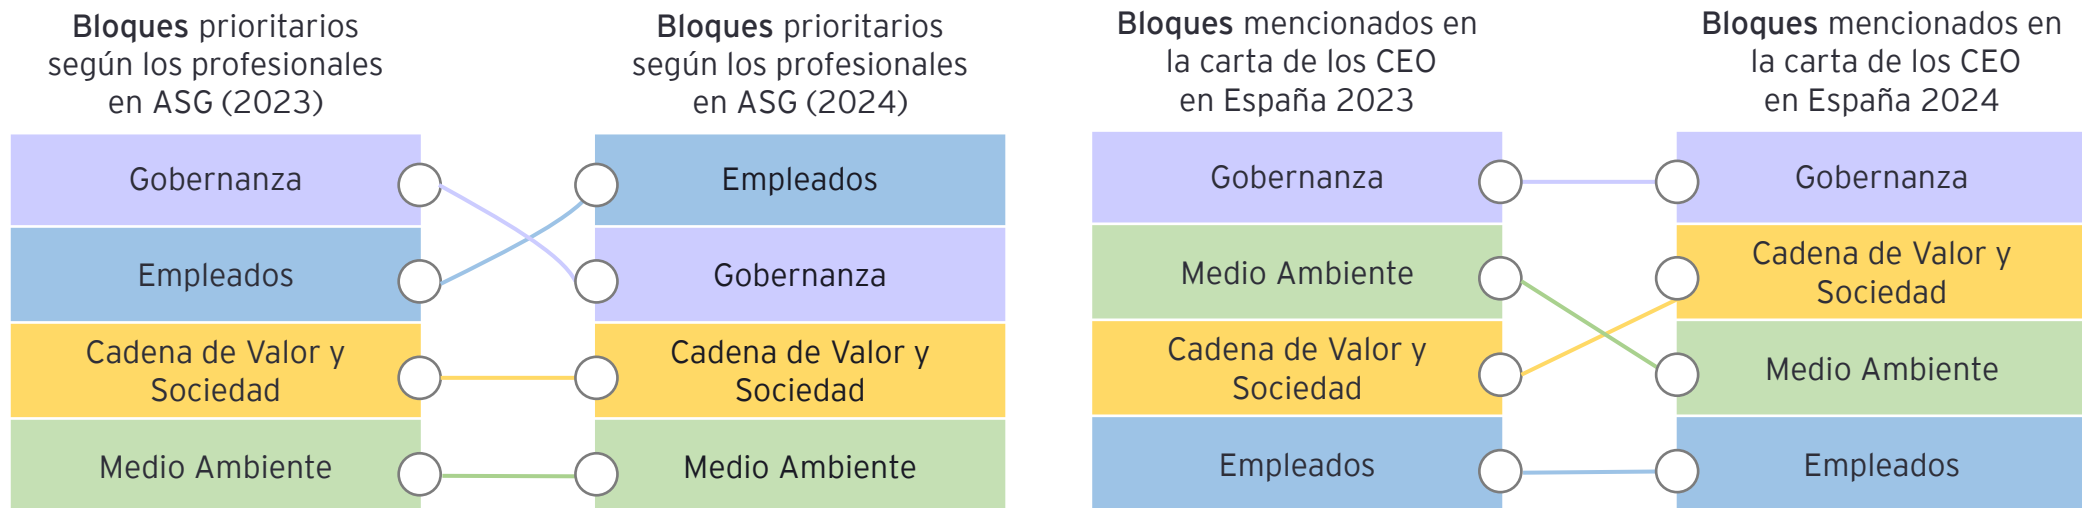 Bloques prioritarios
según los profesionales
en ASG (2023)
Gobernanza
Empleados
Cadena de Valor y
Sociedad
Medio Ambiente
Bloques prioritarios
según los profesionales
en ASG (2024)
Empleados
Gobernanza
Cadena de Valor y
Sociedad
Medio Ambiente
Bloques mencionados en
la carta de los CEO
en España 2023
Gobernanza
Medio Ambiente
Cadena de Valor y
Sociedad
Empleados
Bloques mencionados en
la carta de los CEO
en España 2024
Gobernanza
Cadena de Valor y
Sociedad
Medio Ambiente
Empleados